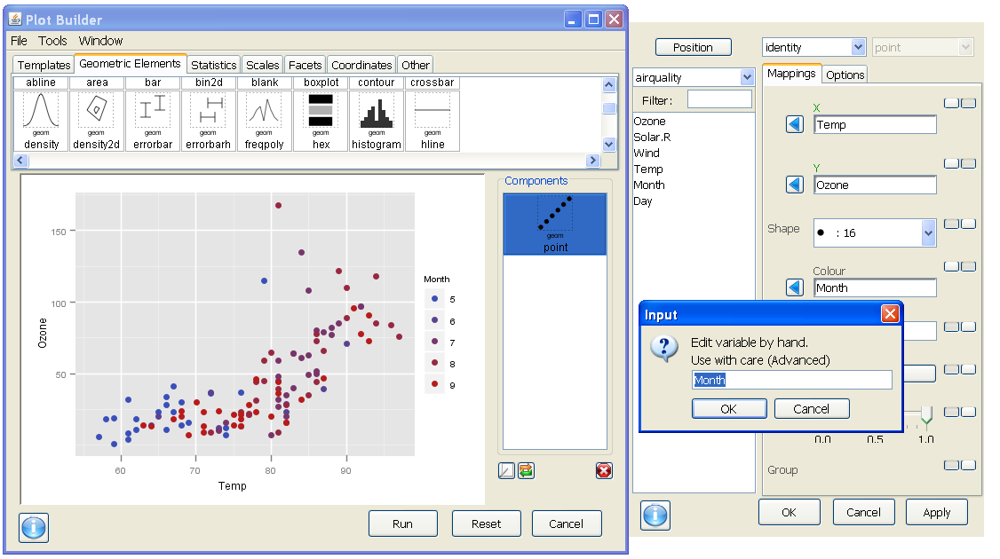 Plot Builder
File Tools Window
Templates Geometric Elements Statistics Scales Facets Coordinates Other
abline area bar bin2d blank boxplot contour crossbar
geom geom geom geom geom geom geom geom
density density2d errorbar errorbarh freqpoly hex histogram hline
150
100
50
Ozone
60 70 80 90
Temp
Month
5
6
7
8
9
Components
geom
point
Run Reset Cancel
Position
identity
point
airquality
Filter:
Ozone
Solar.R
Wind
Temp
Month
Day
Mappings Options
X
Temp
Y
Ozone
Shape
: 16
Colour
Month
Input
Edit variable by hand.
Use with care (Advanced)
Month
OK Cancel
0.0 0.5 1.0
Group
OK Cancel Apply